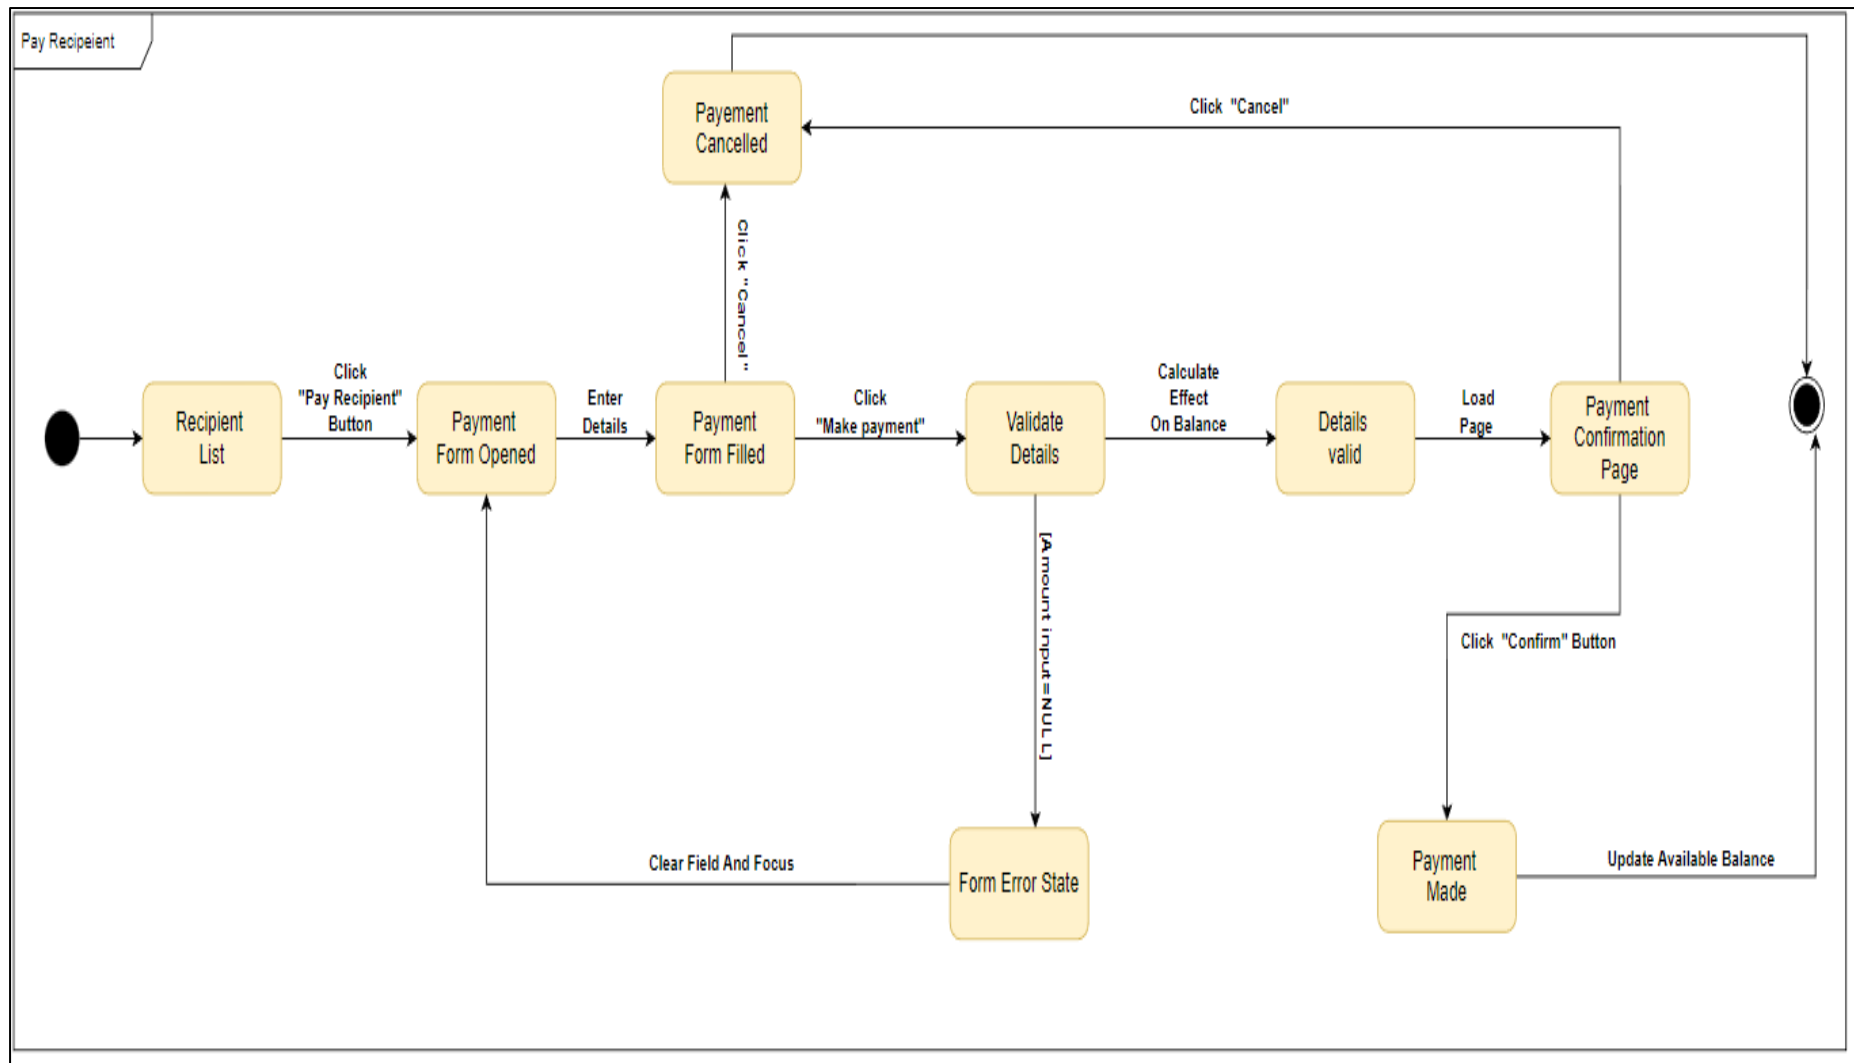 Pay Recipeient
Payement
Cancelled
Click "Cancel"
Click "Cancel"
Recipient
List
Click
"Pay Recipient"
Button
Payment
Form Opened
Enter
Details
Payment
Form Filled
Click
"Make payment"
Validate
Details
Calculate
Effect
On Balance
Details
valid
Load
Page
Payment
Confirmation
Page
[Amount input=NULL]
Click "Confirm" Button
Clear Field And Focus
Form Error State
Payment
Made
Update Available Balance